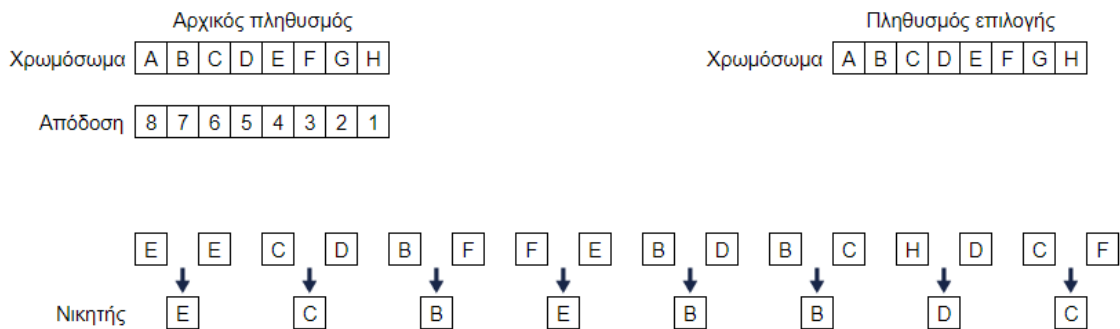 Αρχικός πληθυσμός
Πληθυσμός επιλογής
Χρωμόσωμα A B C D E F G H
Χρωμόσωμα A B C D E F G H
Απόδοση 8 7 6 5 4 3 2 1
E E C D B F F E B D B C H D C F
Νικητής E C B E B B D C